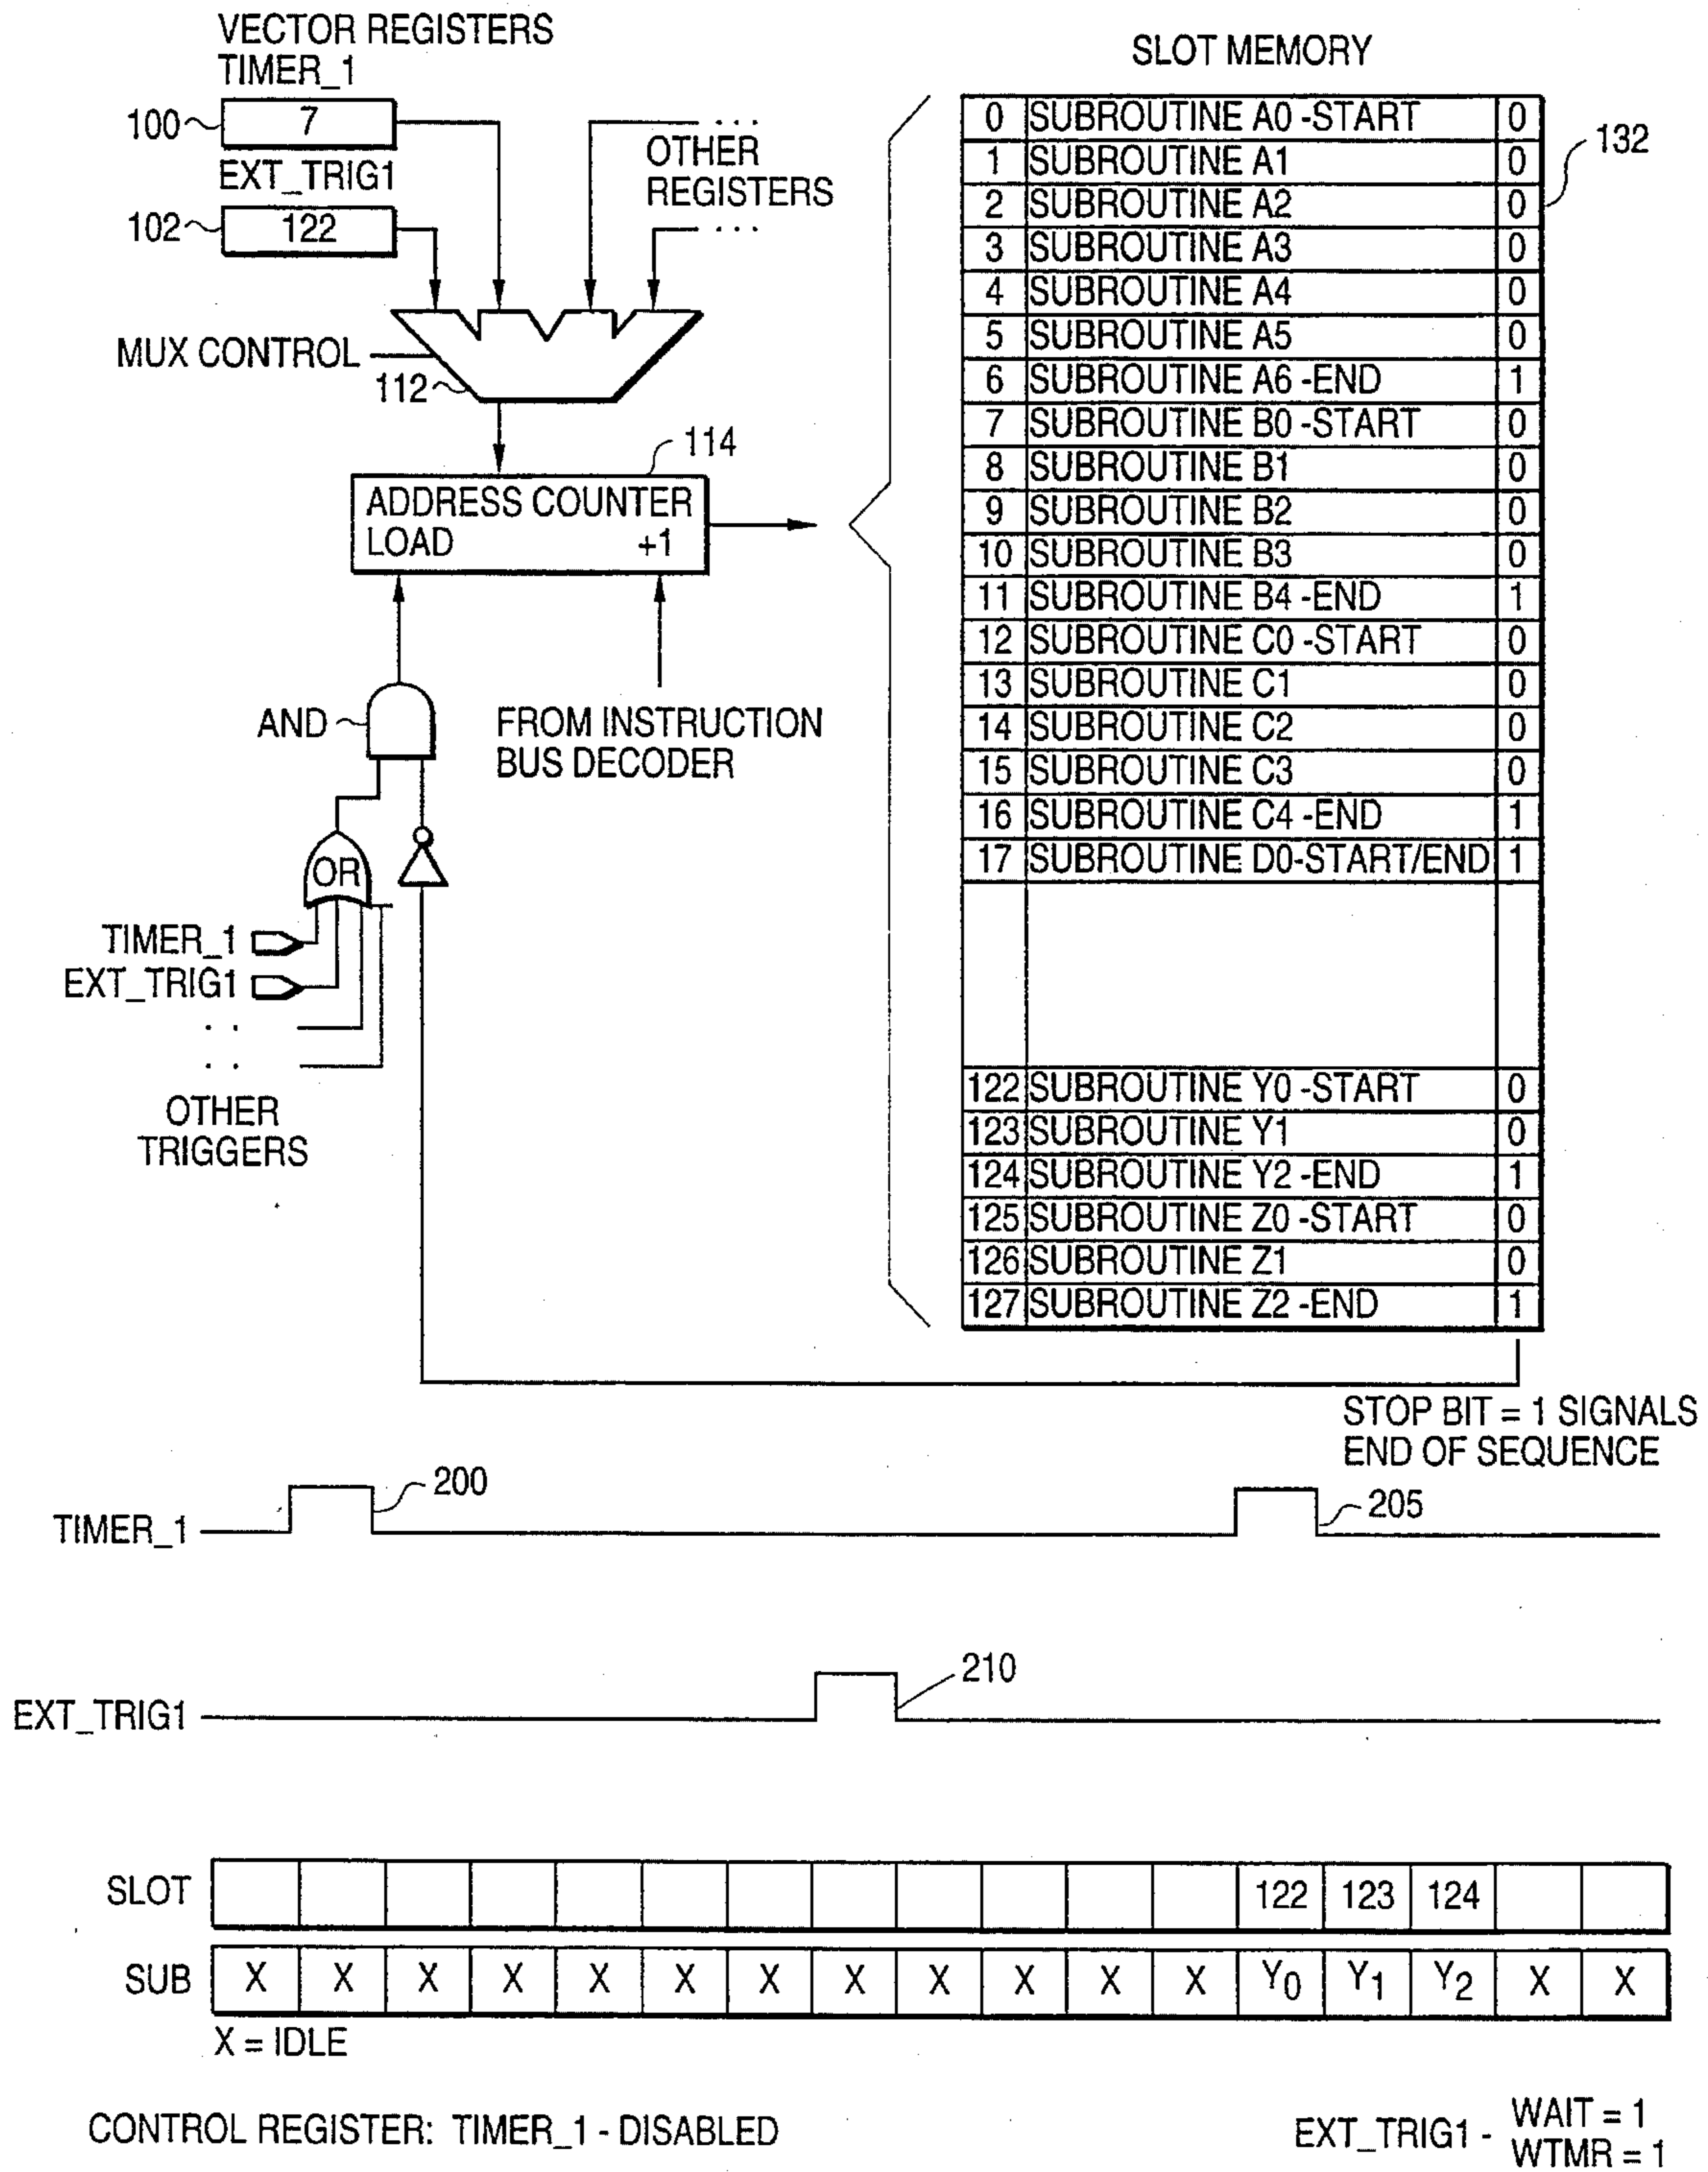 VECTOR REGISTERS
TIMER_1
100
7
EXT_TRIG1
102
122
. . .
OTHER
REGISTERS
. . .
MUX CONTROL
112
114
ADDRESS COUNTER
LOAD +1
AND
FROM INSTRUCTION
BUS DECODER
OR
TIMER_1
EXT_TRIG1
. .
. .
OTHER
TRIGGERS
SLOT MEMORY
132
0 SUBROUTINE A0 -START 0
1 SUBROUTINE A1 0
2 SUBROUTINE A2 0
3 SUBROUTINE A3 0
4 SUBROUTINE A4 0
5 SUBROUTINE A5 0
6 SUBROUTINE A6 -END 1
7 SUBROUTINE B0 -START 0
8 SUBROUTINE B1 0
9 SUBROUTINE B2 0
10 SUBROUTINE B3 0
11 SUBROUTINE B4 -END 1
12 SUBROUTINE C0 -START 0
13 SUBROUTINE C1 0
14 SUBROUTINE C2 0
15 SUBROUTINE C3 0
16 SUBROUTINE C4 -END 1
17 SUBROUTINE D0-START/END 1
122 SUBROUTINE Y0 -START 0
123 SUBROUTINE Y1 0
124 SUBROUTINE Y2 -END 1
125 SUBROUTINE Z0 -START 0
126 SUBROUTINE Z1 0
127 SUBROUTINE Z2 -END 1
STOP BIT = 1 SIGNALS
END OF SEQUENCE
TIMER_1
200
205
EXT_TRIG1
210
SLOT 122 123 124
SUB X X X X X X X X X X X X Y0 Y1 Y2 X X
X = IDLE
CONTROL REGISTER: TIMER_1 - DISABLED
EXT_TRIG1 - WAIT = 1
WTMR = 1